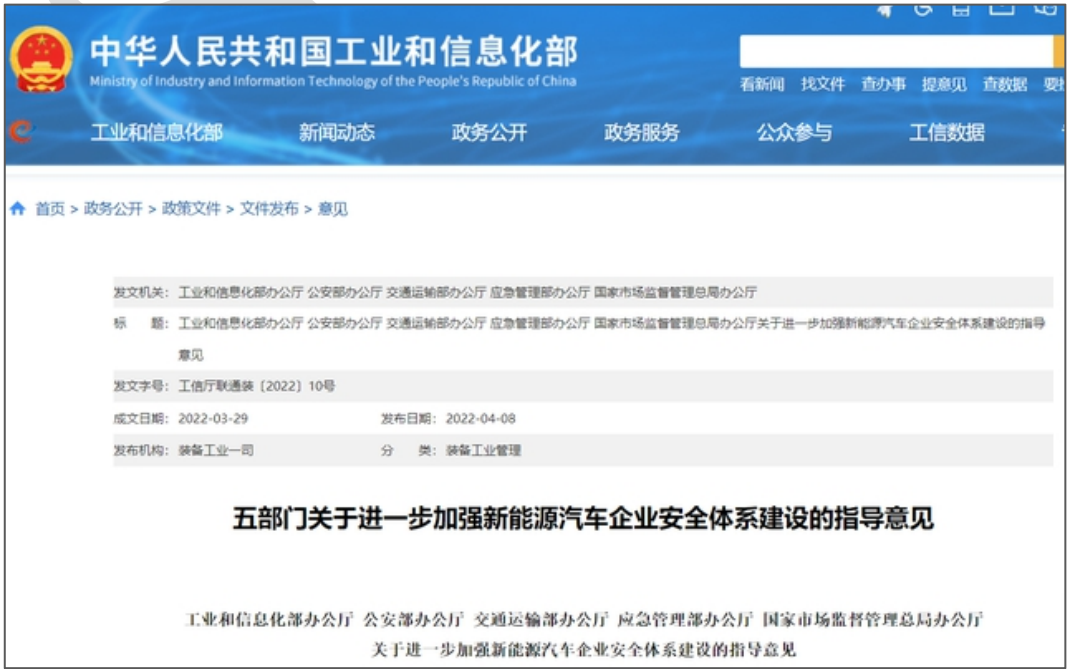 中华人民共和国工业和信息化部
Ministry of Industry and Information Technology of the People's Republic of China
看新闻 找文件 查办事 提意见 查数据
工业和信息化部 新闻动态 政务公开 政务服务 公众参与 工信数据
首页 > 政务公开 > 政策文件 > 文件发布 > 意见
发文机关: 工业和信息化部办公厅 公安部办公厅 交通运输部办公厅 应急管理部办公厅 国家市场监督管理总局办公厅
标 题: 工业和信息化部办公厅 公安部办公厅 交通运输部办公厅 应急管理部办公厅 国家市场监督管理总局办公厅关于进一步加强新能源汽车企业安全体系建设的指导
意见
发文字号: 工信厅联通装〔2022〕10号
成文日期: 2022-03-29 发布日期: 2022-04-08
发布机构: 装备工业一司 分 类: 装备工业管理
五部门关于进一步加强新能源汽车企业安全体系建设的指导意见
工业和信息化部办公厅 公安部办公厅 交通运输部办公厅 应急管理部办公厅 国家市场监督管理总局办公厅
关于进一步加强新能源汽车企业安全体系建设的指导意见